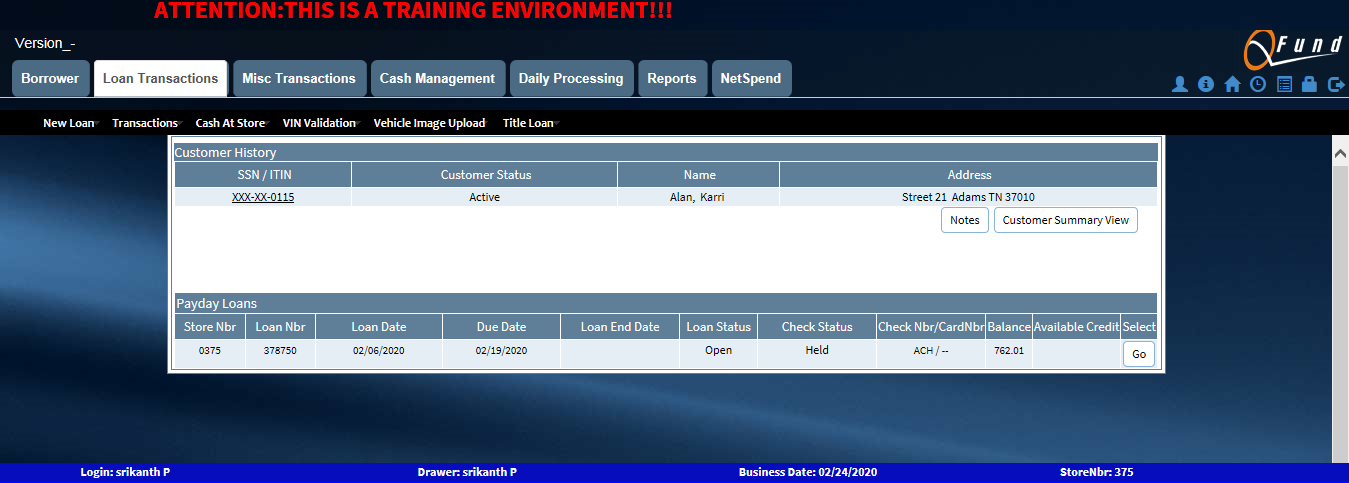 ATTENTION:THIS IS A TRAINING ENVIRONMENT!!!
Version_-
QFund
Borrower Loan Transactions Misc Transactions Cash Management Daily Processing Reports NetSpend
New Loan Transactions Cash At Store VIN Validation Vehicle Image Upload Title Loan
Customer History
SSN / ITIN Customer Status Name Address
XXX-XX-0115 Active Alan, Karri Street 21 Adams TN 37010
Notes Customer Summary View
Payday Loans
Store Nbr Loan Nbr Loan Date Due Date Loan End Date Loan Status Check Status Check Nbr/CardNbr Balance Available Credit Select
0375 378750 02/06/2020 02/19/2020 Open Held ACH / -- 762.01 Go
Login: srikanth P Drawer: srikanth P Business Date: 02/24/2020 StoreNbr: 375